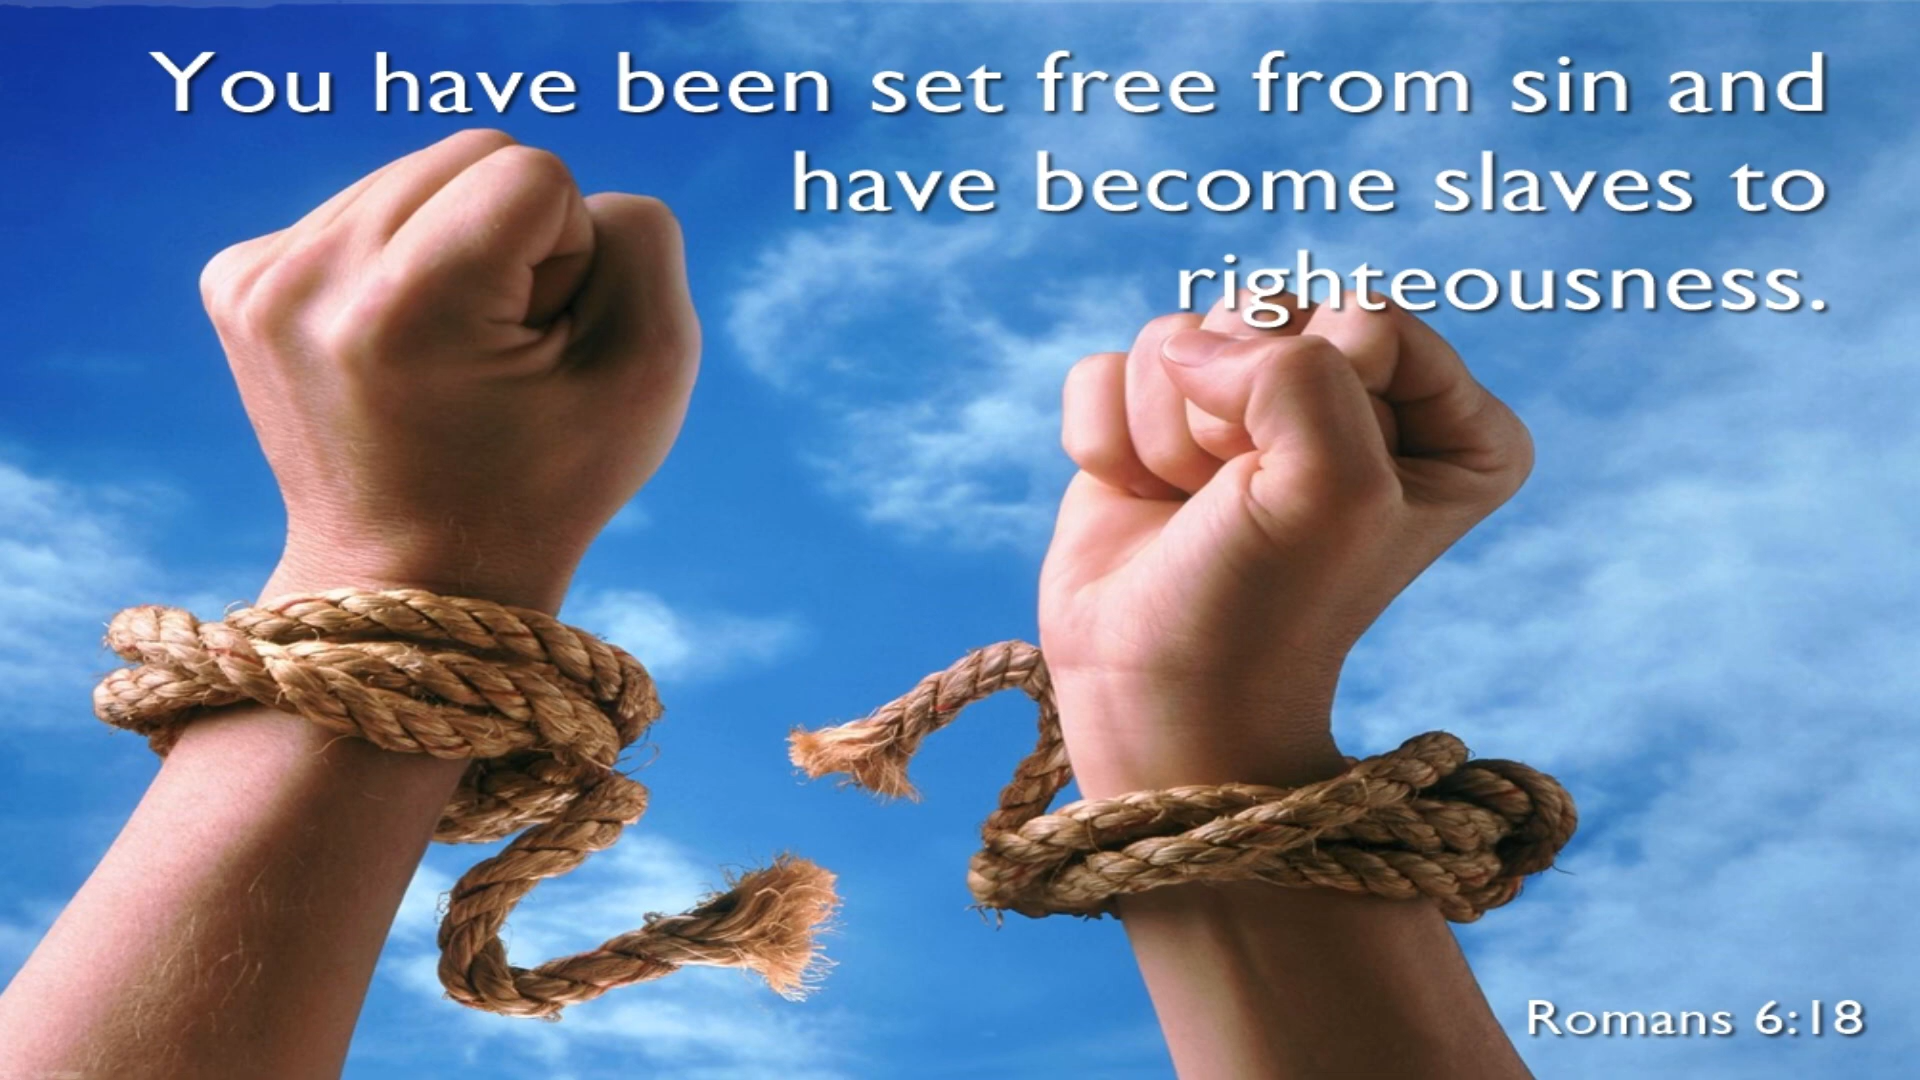 You have been set free from sin and
have become slaves to
righteousness.
Romans 6:18